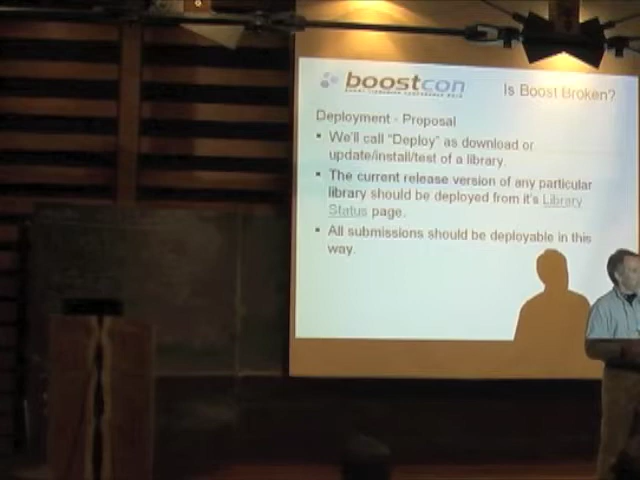 boostcon
Is Boost Broken?
Deployment - Proposal
▪ We'll call "Deploy" as download or
update/install/test of a library.
▪ The current release version of any particular
library should be deployed from it's Library
Status page.
▪ All submissions should be deployable in this
way.